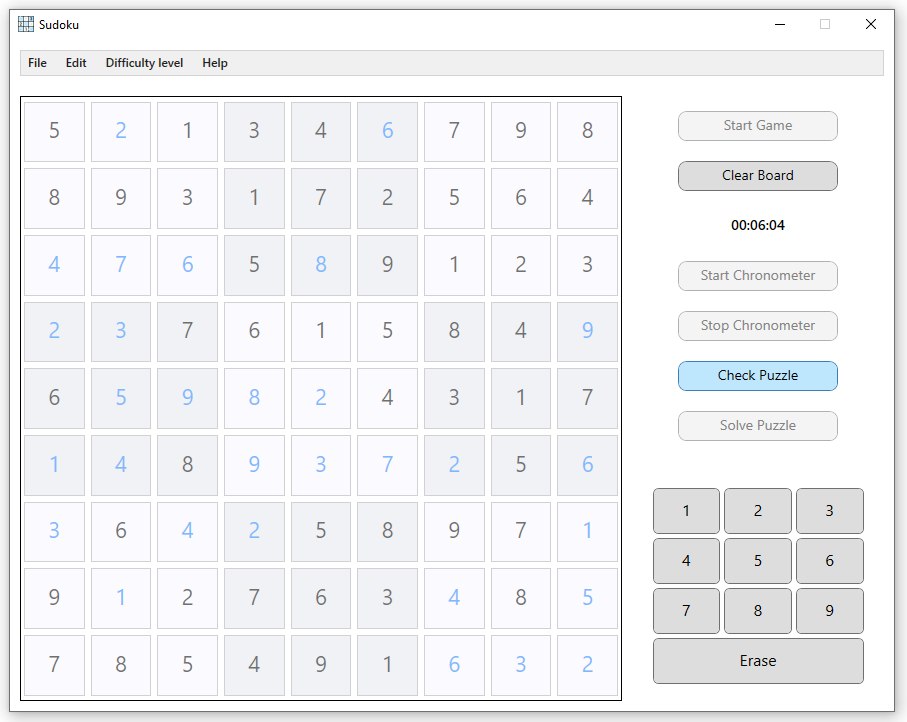 Sudoku
File Edit Difficulty level Help
5 2 1 3 4 6 7 9 8
8 9 3 1 7 2 5 6 4
4 7 6 5 8 9 1 2 3
2 3 7 6 1 5 8 4 9
6 5 9 8 2 4 3 1 7
1 4 8 9 3 7 2 5 6
3 6 4 2 5 8 9 7 1
9 1 2 7 6 3 4 8 5
7 8 5 4 9 1 6 3 2
Start Game
Clear Board
00:06:04
Start Chronometer
Stop Chronometer
Check Puzzle
Solve Puzzle
1 2 3
4 5 6
7 8 9
Erase